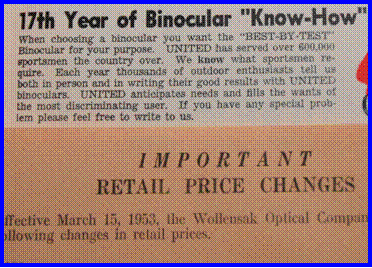 17th Year of Binocular "Know-How"
When choosing a binocular you want the "BEST-BY-TEST"
Binocular for your purpose. UNITED has served over 600,000
sportsmen the country over. We know what sportsmen re-
quire. Each year thousands of outdoor enthusiasts tell us
both in person and in writing their good results with UNITED
binoculars. UNITED anticipates needs and fills the wants of
the most discriminating user. If you have any special prob-
lem please feel free to write to us.
IMPORTANT
RETAIL PRICE CHANGES
ffective March 15, 1953, the Wollensak Optical Compan
ollowing changes in retail prices.